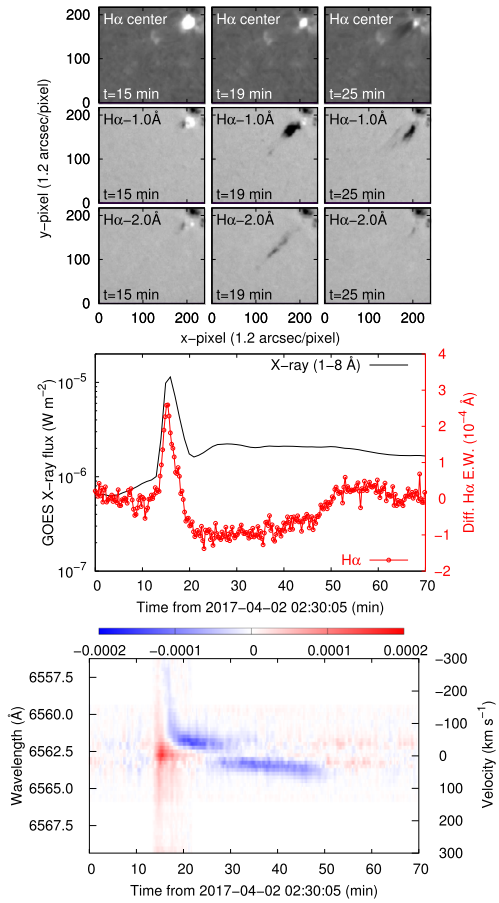 200
100
0
Hα center
t=15 min
Hα center
t=19 min
Hα center
t=25 min
y−pixel (1.2 arcsec/pixel)
200
100
0
Hα−1.0Å
t=15 min
Hα−1.0Å
t=19 min
Hα−1.0Å
t=25 min
200
100
0
Hα−2.0Å
t=15 min
Hα−2.0Å
t=19 min
Hα−2.0Å
t=25 min
0 100 200 0 100 200 0 100 200
x−pixel (1.2 arcsec/pixel)
X−ray (1−8 Å)
GOES X−ray flux (W m−2)
10−5
10−6
10−7
4
3
2
1
0
−1
−2
Diff. Hα E.W. (10−4 Å)
Hα
0 10 20 30 40 50 60 70
Time from 2017−04−02 02:30:05 (min)
−0.0002 −0.0001 0 0.0001 0.0002
Wavelength (Å)
6557.5
6560.0
6562.5
6565.0
6567.5
−300
−200
−100
0
100
200
300
Velocity (km s−1)
0 10 20 30 40 50 60 70
Time from 2017−04−02 02:30:05 (min)